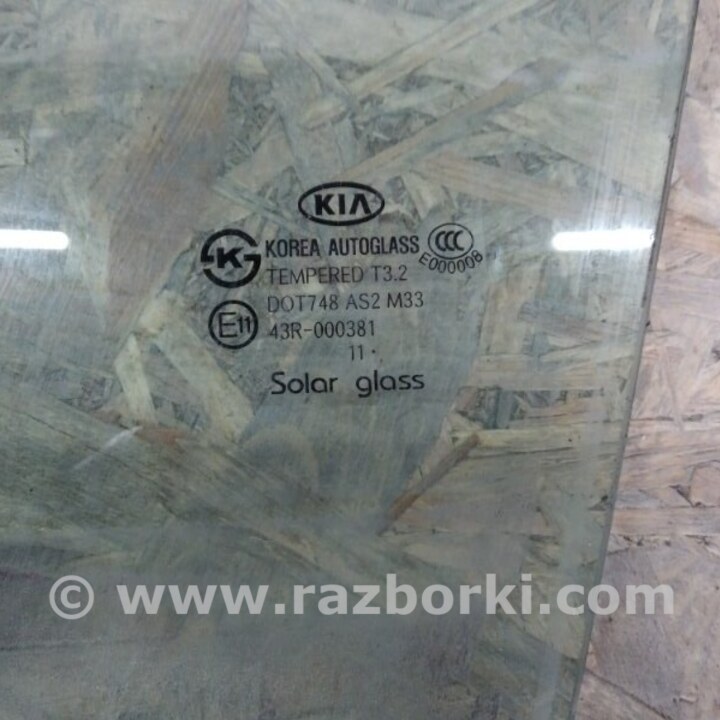 KIA
KS KOREA AUTOGLASS CCC
E000008
TEMPERED T3.2
DOT748 AS2 M33
E11 43R-000381
11 .
Solar glass
© www.razborki.com